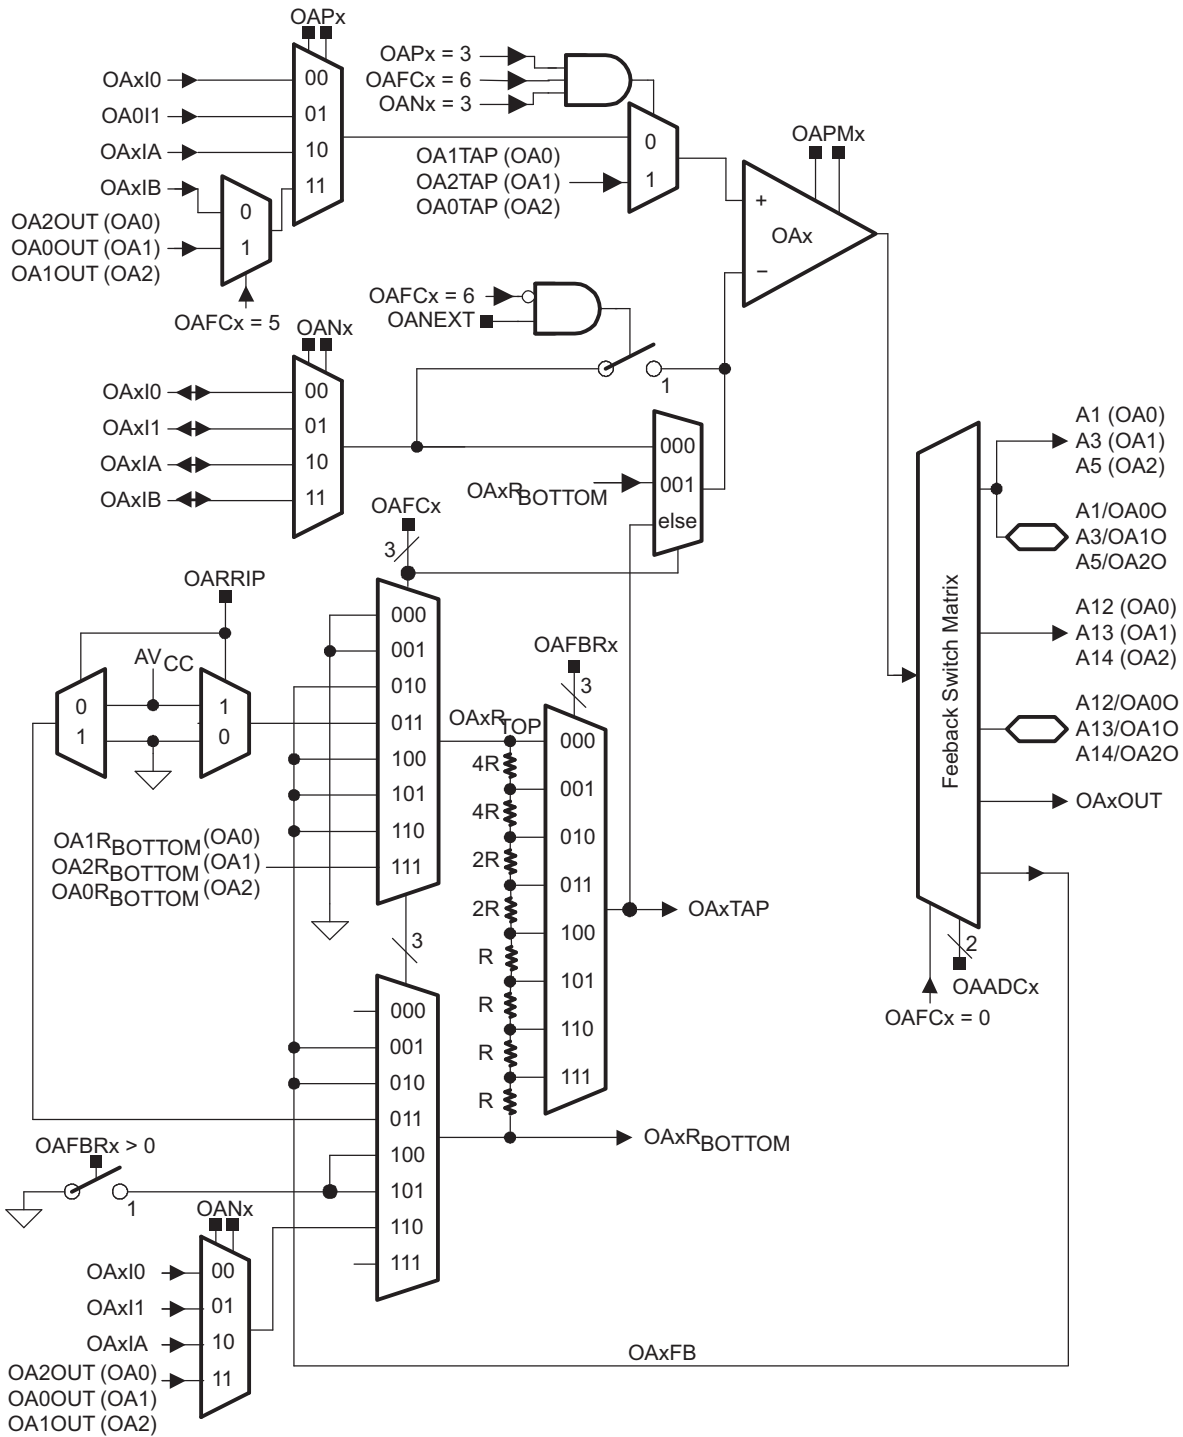 OAPx
OAxI0
00
OA0I1
01
OAxIA
10
OAxIB
11
OA2OUT (OA0)
OA0OUT (OA1)
OA1OUT (OA2)
0
1
OAFCx = 5
OAPx = 3
OAFCx = 6
OANx = 3
OA1TAP (OA0)
OA2TAP (OA1)
OA0TAP (OA2)
0
1
OAPMx
+
OAx
−
OAFCx = 6
OANEXT
1
OANx
OAxI0
00
OAxI1
01
OAxIA
10
OAxIB
11
000
001
else
OAxRBOTTOM
OAFCx
3
OARRIP
AVCC
0
1
1
0
000
001
010
011
100
101
110
111
OA1RBOTTOM (OA0)
OA2RBOTTOM (OA1)
OA0RBOTTOM (OA2)
3
OAxRTOP
OAFBRx
3
4R
4R
2R
2R
R
R
R
R
000
001
010
011
100
101
110
111
OAxTAP
OAxRBOTTOM
000
001
010
011
100
101
110
111
OAFBRx > 0
1
OANx
OAxI0
00
OAxI1
01
OAxIA
10
OA2OUT (OA0)
OA0OUT (OA1)
OA1OUT (OA2)
11
OAxFB
Feeback Switch Matrix
A1 (OA0)
A3 (OA1)
A5 (OA2)
A1/OA0O
A3/OA1O
A5/OA2O
A12 (OA0)
A13 (OA1)
A14 (OA2)
A12/OA0O
A13/OA1O
A14/OA2O
OAxOUT
2
OAADCx
OAFCx = 0